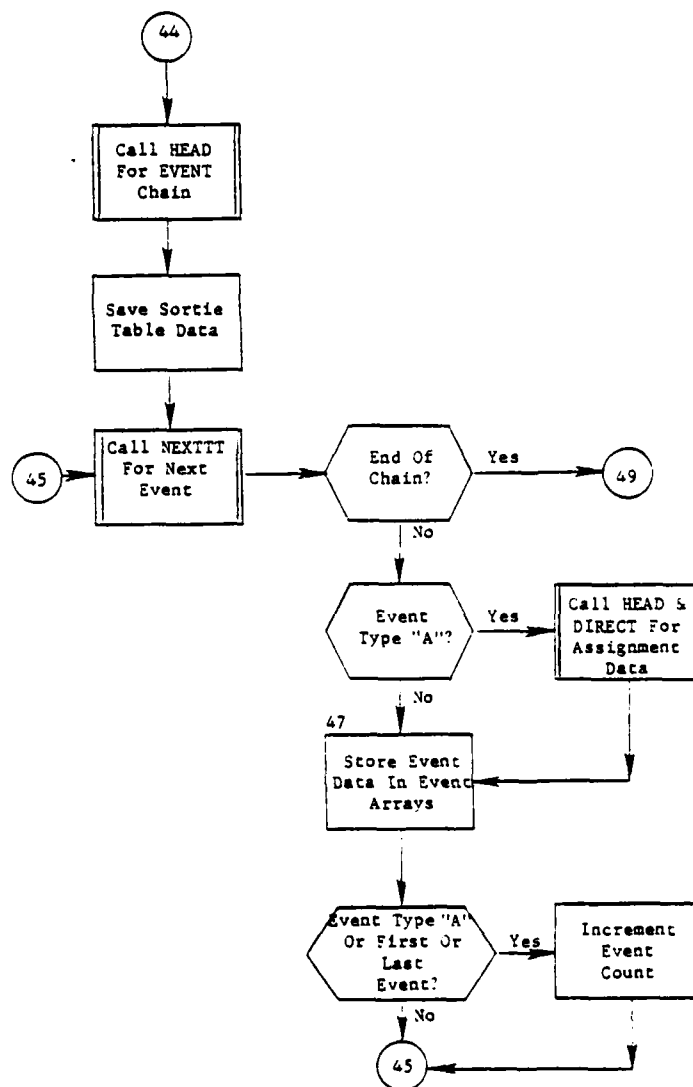 44
Call HEAD
For EVENT
Chain
Save Sortie
Table Data
45
Call NEXTTT
For Next
Event
End Of
Chain?
Yes
49
No
Event
Type "A"?
Yes
Call HEAD &
DIRECT For
Assignment
Data
No
47
Store Event
Data In Event
Arrays
Event Type "A"
Or First Or
Last
Event?
Yes
Increment
Event
Count
No
45